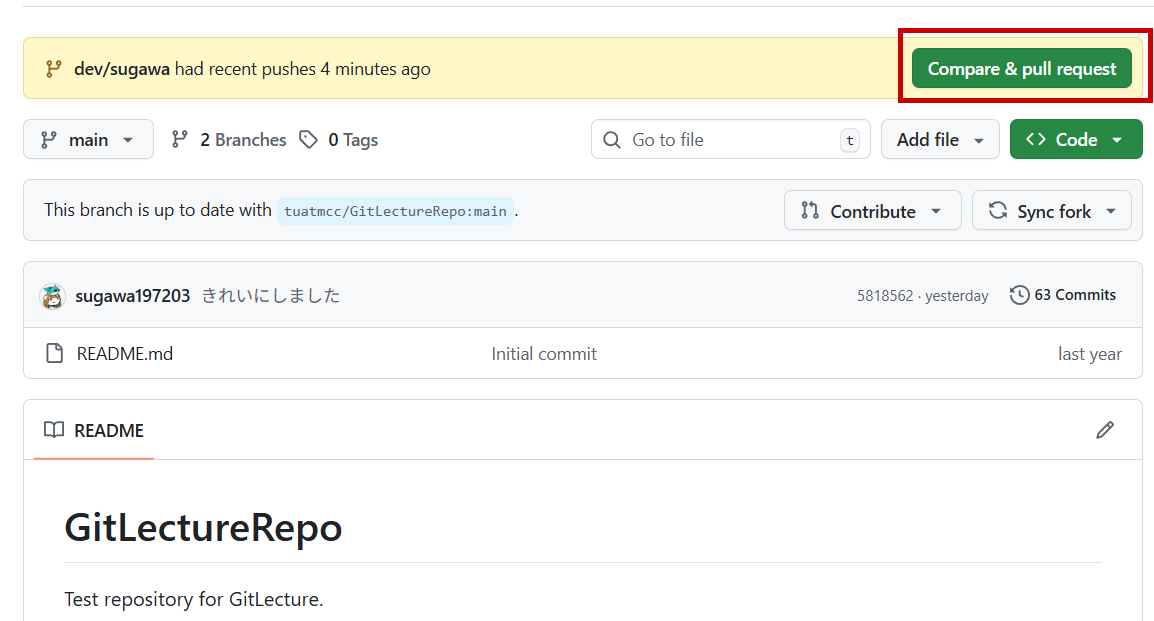 dev/sugawa had recent pushes 4 minutes ago
Compare & pull request
main
2 Branches
0 Tags
Go to file
t
Add file
Code
This branch is up to date with tuatmcc/GitLectureRepo:main .
Contribute
Sync fork
sugawa197203 きれいにしました
5818562 · yesterday
63 Commits
README.md
Initial commit
last year
README
GitLectureRepo
Test repository for GitLecture.